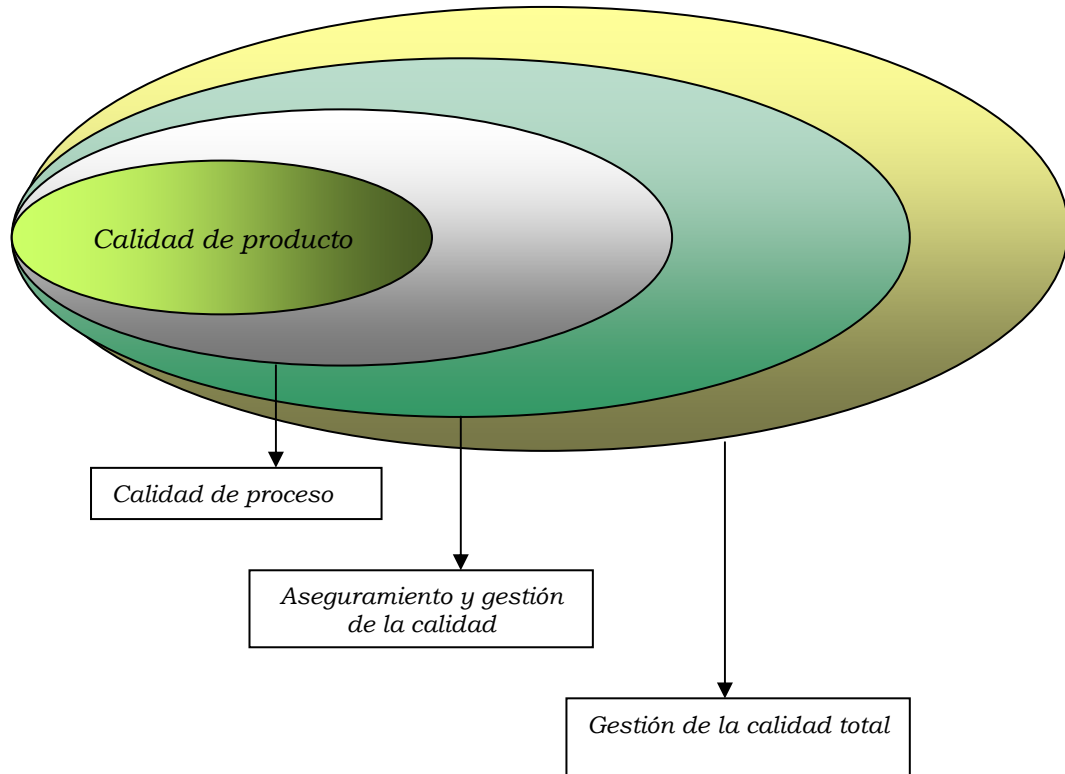 Calidad de producto
Calidad de proceso
Aseguramiento y gestión
de la calidad
Gestión de la calidad total